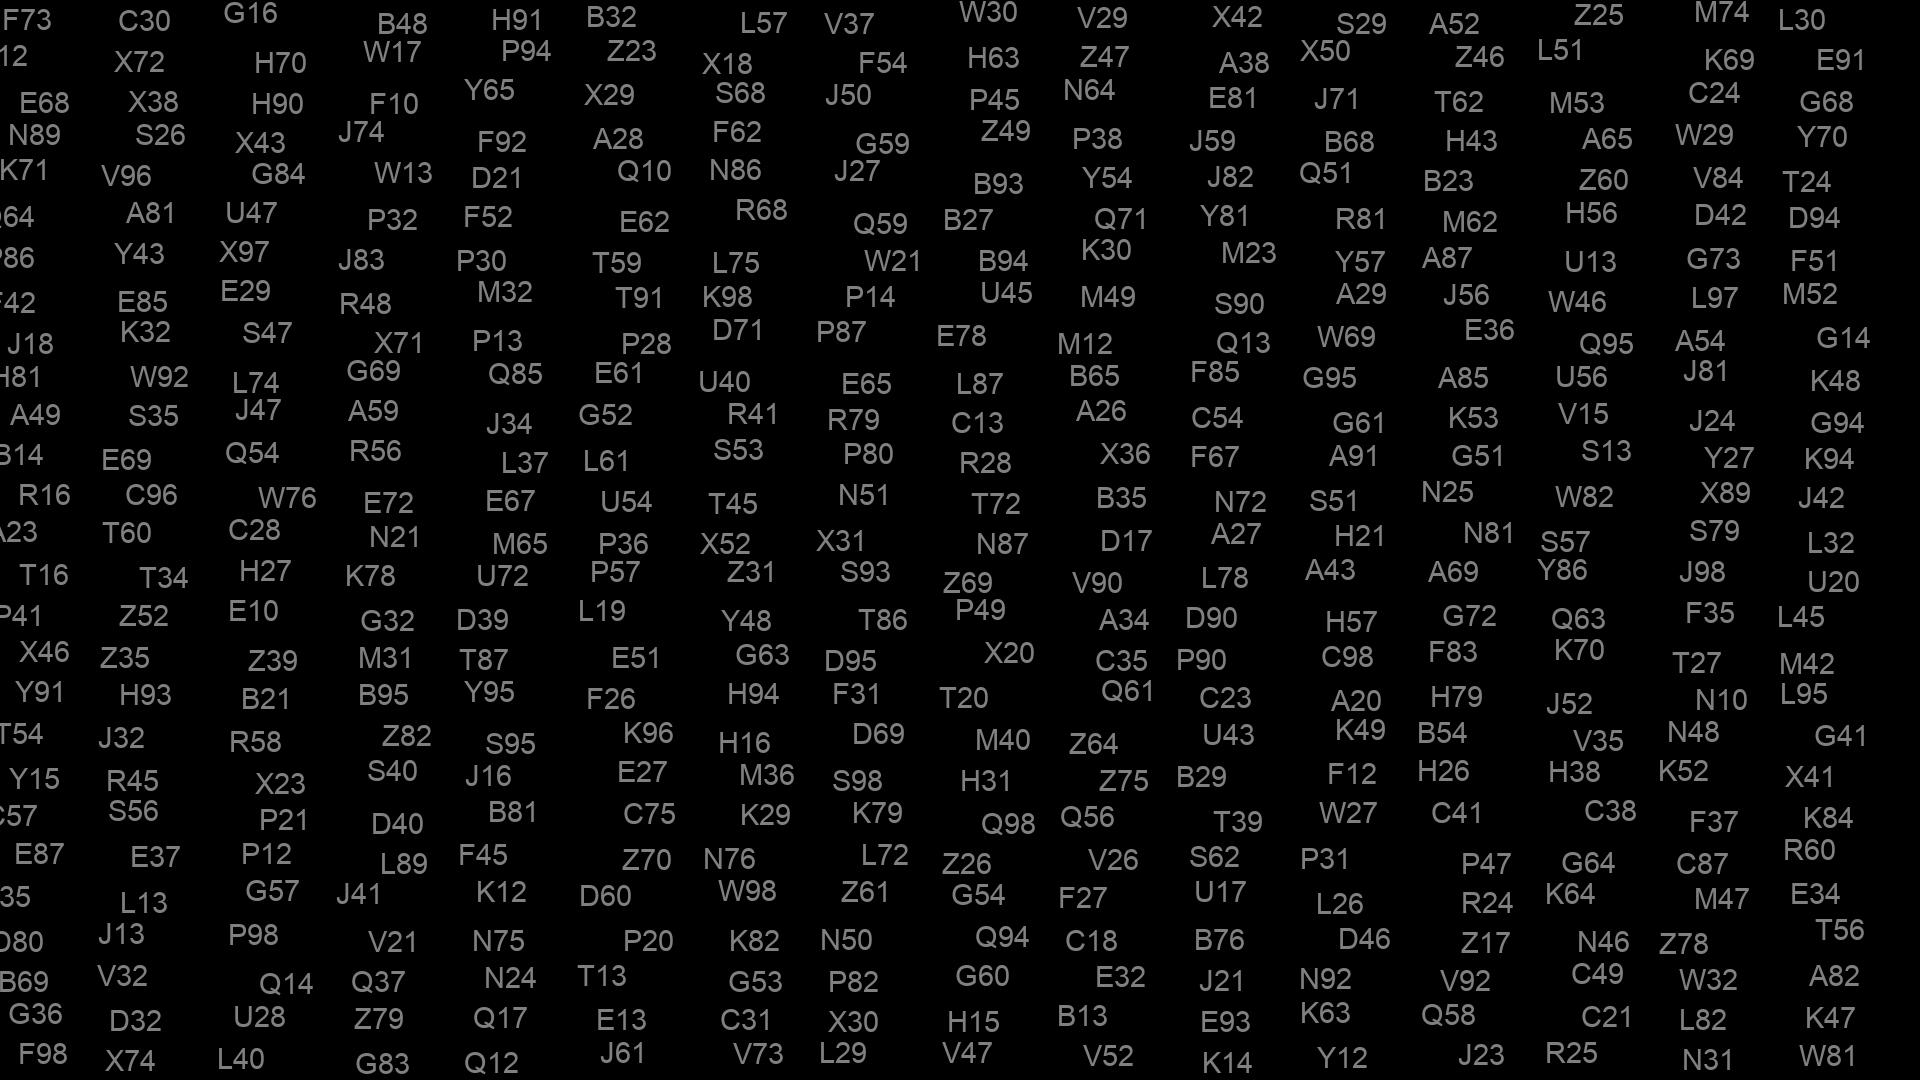 F73 C30 G16 B48 H91 B32 L57 V37 W30 V29 X42 S29 A52 Z25 M74 L30
12 X72 H70 W17 P94 Z23 X18 F54 H63 Z47 A38 X50 Z46 L51 K69 E91
E68 X38 H90 F10 Y65 X29 S68 J50 P45 N64 E81 J71 T62 M53 C24 G68
N89 S26 X43 J74 F92 A28 F62 G59 Z49 P38 J59 B68 H43 A65 W29 Y70
K71 V96 G84 W13 D21 Q10 N86 J27 B93 Y54 J82 Q51 B23 Z60 V84 T24
64 A81 U47 P32 F52 E62 R68 Q59 B27 Q71 Y81 R81 M62 H56 D42 D94
86 Y43 X97 J83 P30 T59 L75 W21 B94 K30 M23 Y57 A87 U13 G73 F51
42 E85 E29 R48 M32 T91 K98 P14 U45 M49 S90 A29 J56 W46 L97 M52
J18 K32 S47 X71 P13 P28 D71 P87 E78 M12 Q13 W69 E36 Q95 A54 G14
H81 W92 L74 G69 Q85 E61 U40 E65 L87 B65 F85 G95 A85 U56 J81 K48
A49 S35 J47 A59 J34 G52 R41 R79 C13 A26 C54 G61 K53 V15 J24 G94
B14 E69 Q54 R56 L37 L61 S53 P80 R28 X36 F67 A91 G51 S13 Y27 K94
R16 C96 W76 E72 E67 U54 T45 N51 T72 B35 N72 S51 N25 W82 X89 J42
A23 T60 C28 N21 M65 P36 X52 X31 N87 D17 A27 H21 N81 S57 S79 L32
T16 T34 H27 K78 U72 P57 Z31 S93 Z69 V90 L78 A43 A69 Y86 J98 U20
P41 Z52 E10 G32 D39 L19 Y48 T86 P49 A34 D90 H57 G72 Q63 F35 L45
X46 Z35 Z39 M31 T87 E51 G63 D95 X20 C35 P90 C98 F83 K70 T27 M42
Y91 H93 B21 B95 Y95 F26 H94 F31 T20 Q61 C23 A20 H79 J52 N10 L95
T54 J32 R58 Z82 S95 K96 H16 D69 M40 Z64 U43 K49 B54 V35 N48 G41
Y15 R45 X23 S40 J16 E27 M36 S98 H31 Z75 B29 F12 H26 H38 K52 X41
57 S56 P21 D40 B81 C75 K29 K79 Q98 Q56 T39 W27 C41 C38 F37 K84
E87 E37 P12 L89 F45 Z70 N76 L72 Z26 V26 S62 P31 P47 G64 C87 R60
35 L13 G57 J41 K12 D60 W98 Z61 G54 F27 U17 L26 R24 K64 M47 E34
80 J13 P98 V21 N75 P20 K82 N50 Q94 C18 B76 D46 Z17 N46 Z78 T56
B69 V32 Q14 Q37 N24 T13 G53 P82 G60 E32 J21 N92 V92 C49 W32 A82
G36 D32 U28 Z79 Q17 E13 C31 X30 H15 B13 E93 K63 Q58 C21 L82 K47
F98 X74 L40 G83 Q12 J61 V73 L29 V47 V52 K14 Y12 J23 R25 N31 W81